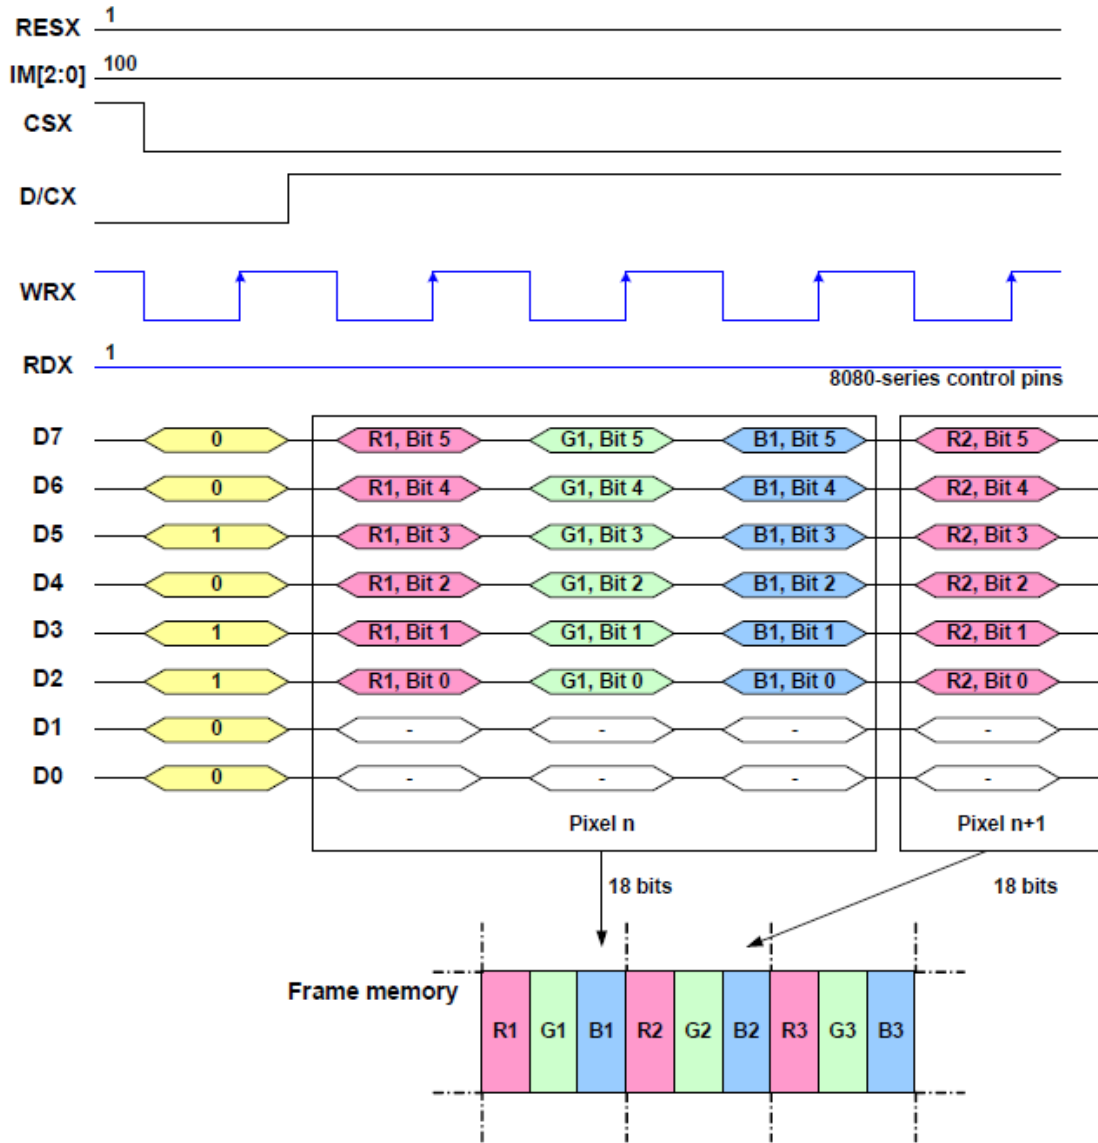 RESX 1
IM[2:0] 100
CSX
D/CX
WRX
RDX 1
8080-series control pins
D7 0 R1, Bit 5 G1, Bit 5 B1, Bit 5 R2, Bit 5
D6 0 R1, Bit 4 G1, Bit 4 B1, Bit 4 R2, Bit 4
D5 1 R1, Bit 3 G1, Bit 3 B1, Bit 3 R2, Bit 3
D4 0 R1, Bit 2 G1, Bit 2 B1, Bit 2 R2, Bit 2
D3 1 R1, Bit 1 G1, Bit 1 B1, Bit 1 R2, Bit 1
D2 1 R1, Bit 0 G1, Bit 0 B1, Bit 0 R2, Bit 0
D1 0 - - - -
D0 0 - - - -
Pixel n Pixel n+1
18 bits 18 bits
Frame memory
R1 G1 B1 R2 G2 B2 R3 G3 B3